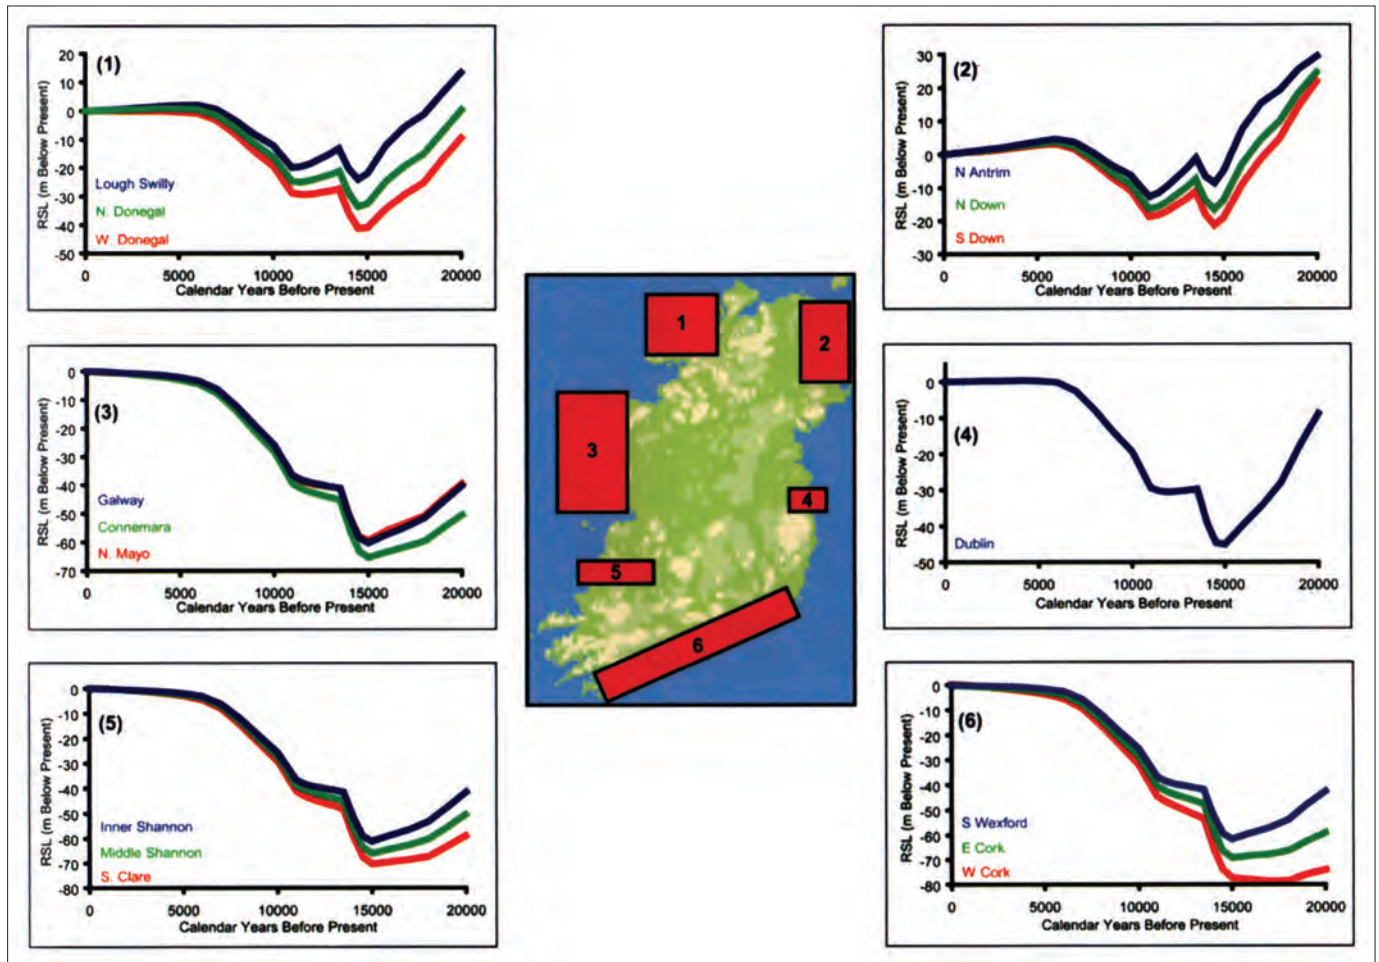 (1)
RSL (m Below Present)
20
10
0
-10
-20
-30
-40
-50
Lough Swilly
N. Donegal
W. Donegal
0 5000 10000 15000 20000
Calendar Years Before Present
(2)
RSL (m Below Present)
30
20
10
0
-10
-20
-30
N Antrim
N Down
S Down
0 5000 10000 15000 20000
Calendar Years Before Present
(3)
RSL (m Below Present)
0
-10
-20
-30
-40
-50
-60
-70
Galway
Connemara
N. Mayo
0 5000 10000 15000 20000
Calendar Years Before Present
1
2
3
4
5
6
(4)
RSL (m Below Present)
0
-10
-20
-30
-40
-50
Dublin
0 5000 10000 15000 20000
Calendar Years Before Present
(5)
RSL (m Below Present)
0
-10
-20
-30
-40
-50
-60
-70
-80
Inner Shannon
Middle Shannon
S. Clare
0 5000 10000 15000 20000
Calendar Years Before Present
(6)
RSL (m Below Present)
0
-10
-20
-30
-40
-50
-60
-70
-80
S Wexford
E Cork
W Cork
0 5000 10000 15000 20000
Calendar Years Before Present